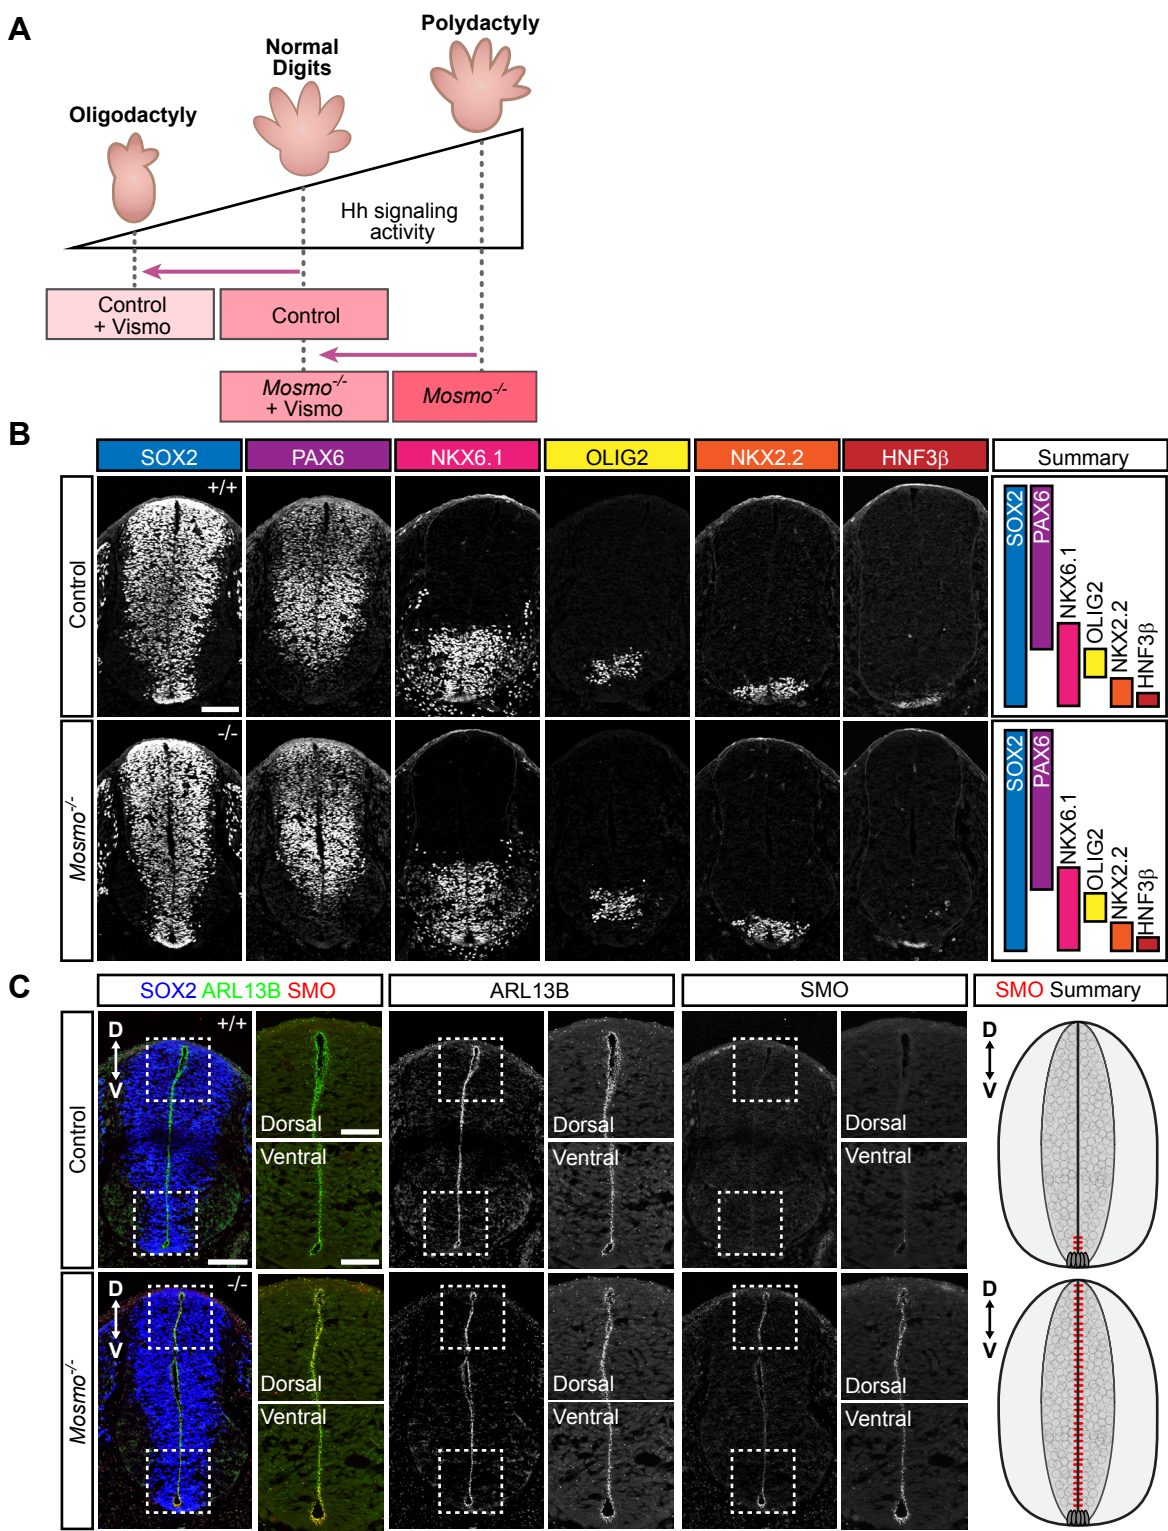 A
Polydactyly
Normal
Digits
Oligodactyly
Hh signaling
activity
Control
+ Vismo
Control
Mosmo-/-
+ Vismo
Mosmo-/-
B
SOX2
PAX6
NKX6.1
OLIG2
NKX2.2
HNF3β
Summary
Control
+/+
SOX2
PAX6
NKX6.1
OLIG2
NKX2.2
HNF3β
Mosmo-/-
-/-
SOX2
PAX6
NKX6.1
OLIG2
NKX2.2
HNF3β
C
SOX2 ARL13B SMO
ARL13B
SMO
SMO Summary
Control
D
V
+/+
Dorsal
Ventral
Dorsal
Ventral
Dorsal
Ventral
D
V
Mosmo-/-
D
V
-/-
Dorsal
Ventral
Dorsal
Ventral
Dorsal
Ventral
D
V